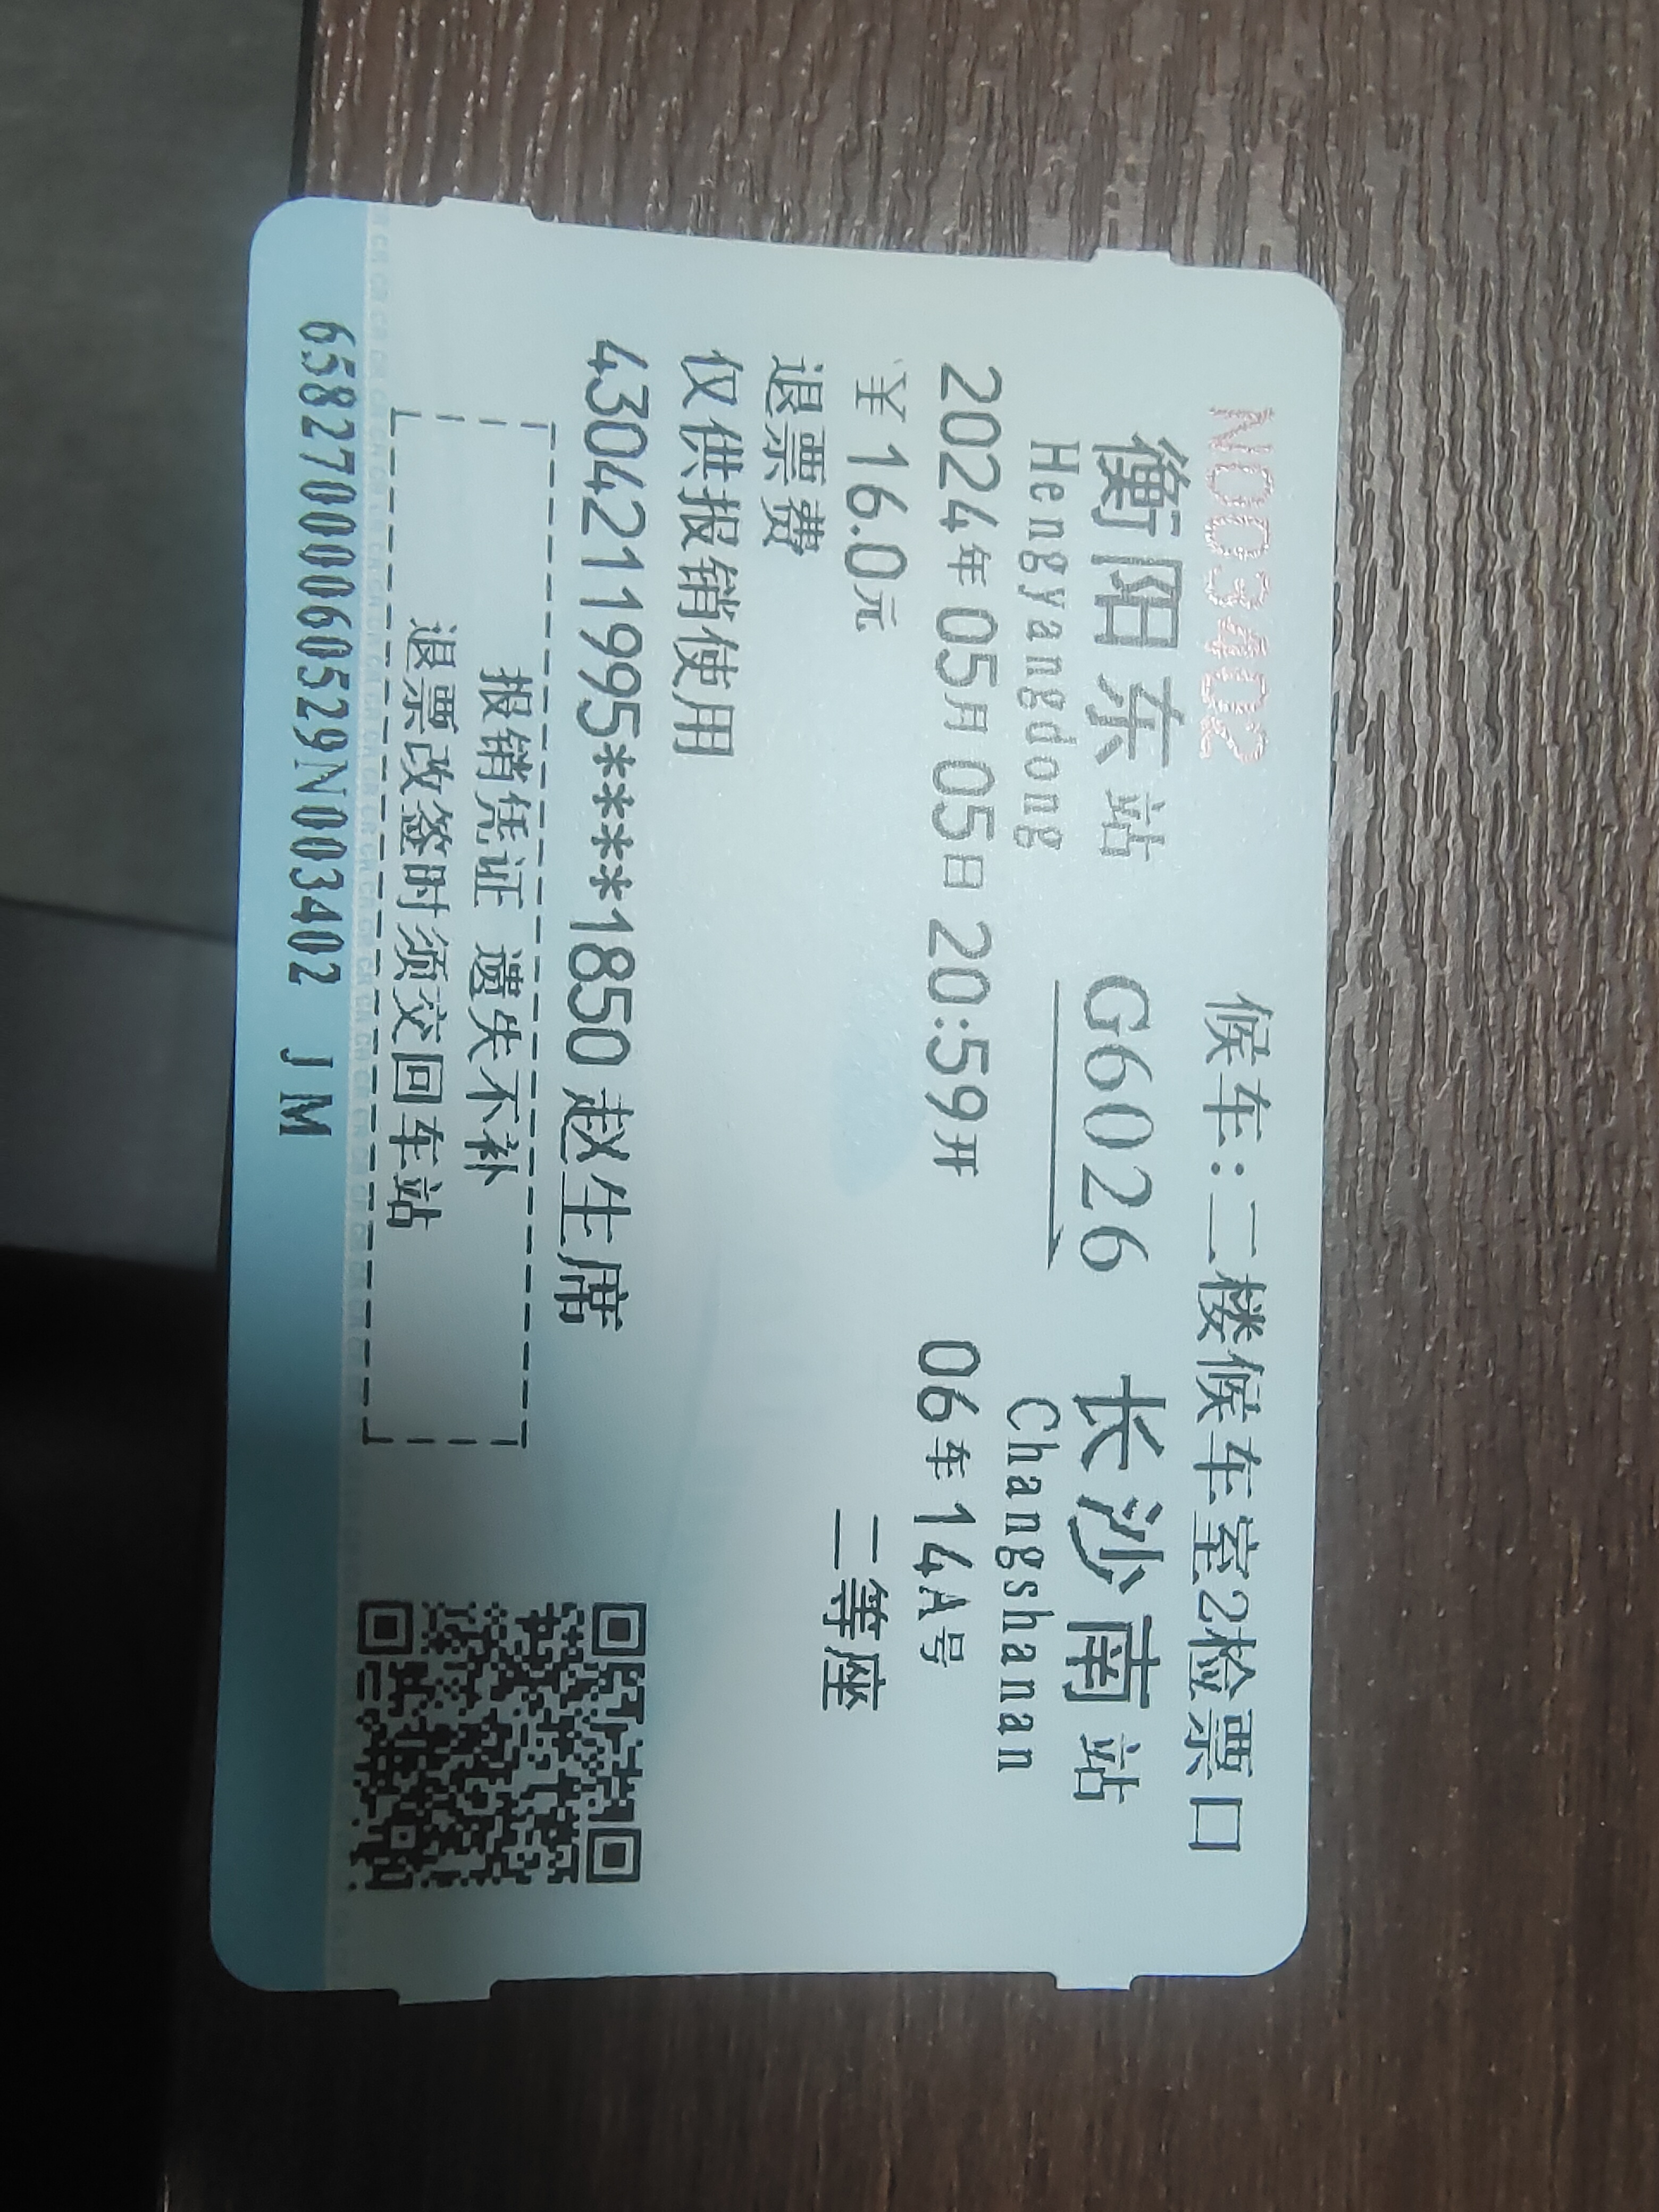 N003402 候车:二楼候车室2检票口
衡阳东站 G6026 长沙南站
Hengyangdong Changshanan
2024年05月05日 20:59开 06车14A号
￥16.0元 二等座
退票费
仅供报销使用
4304211995****1850 赵生席
报销凭证 遗失不补
退票改签时须交回车站
65827000060529N003402 JM